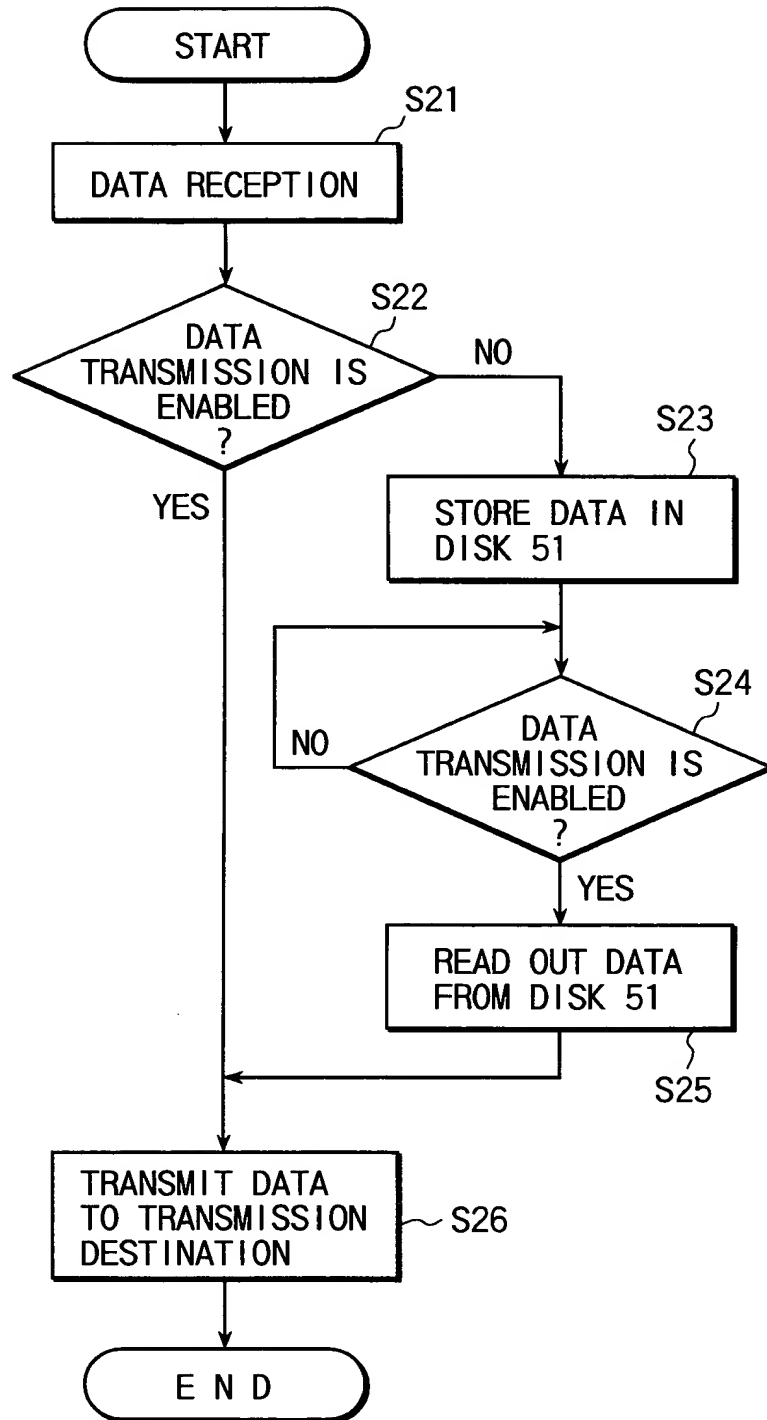 START
S21
DATA RECEPTION
S22
DATA
TRANSMISSION IS
ENABLED
?
NO
YES
S23
STORE DATA IN
DISK 51
S24
DATA
TRANSMISSION IS
ENABLED
?
NO
YES
READ OUT DATA
FROM DISK 51
S25
TRANSMIT DATA
TO TRANSMISSION
DESTINATION
S26
END